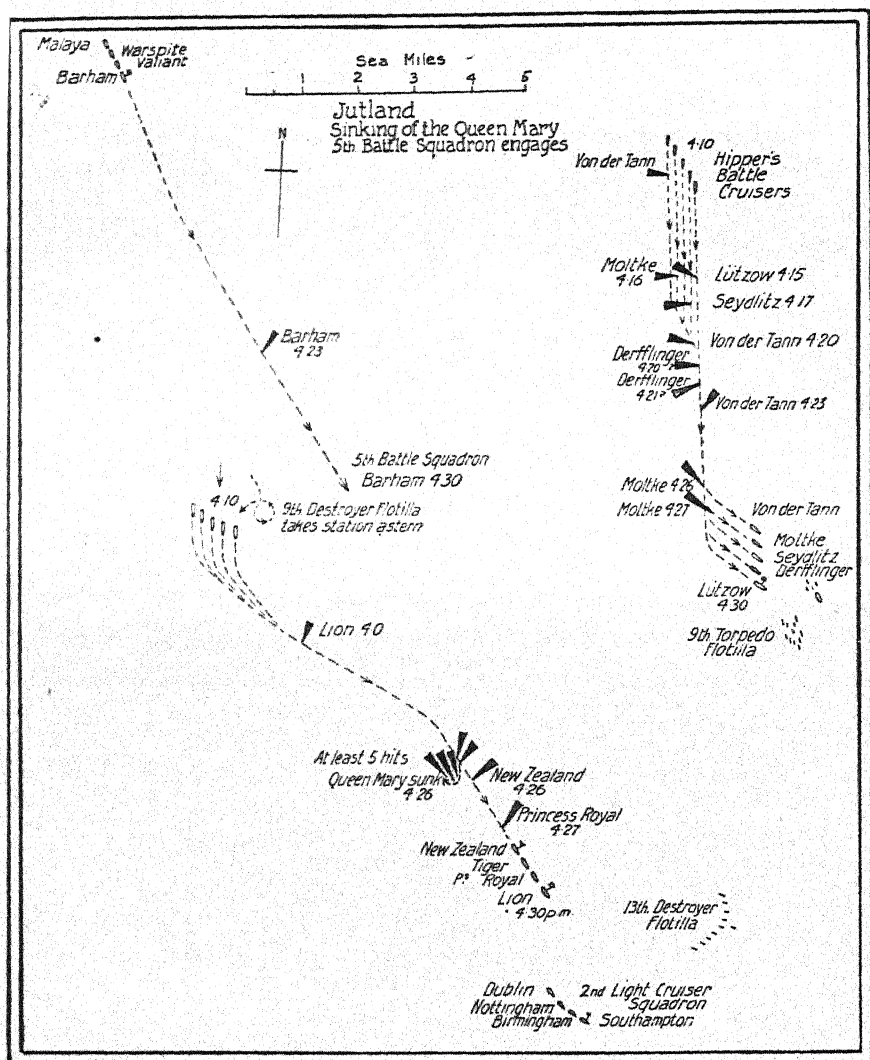 Malaya
Warspite
Valiant
Barham
Sea Miles
1 2 3 4 5
Jutland
Sinking of the Queen Mary
5th Battle Squadron engages
N
4·10
Von der Tann
Hipper's
Battle
Cruisers
Moltke
4·16
Lützow 4·15
Seydlitz 4·17
Barham
4·23
Von der Tann 4·20
Derfflinger
4·20?
Derfflinger
4·21?
Von der Tann 4·23
5th Battle Squadron
Barham 4·30
4·10
9th Destroyer Flotilla
takes station astern
Moltke 4·26
Moltke 4·27
Von der Tann
Moltke
Seydlitz
Derfflinger
Lützow
4·30
9th Torpedo
Flotilla
Lion 4·0
At least 5 hits
Queen Mary sunk
4·26
New Zealand
4·26
Princess Royal
4·27
New Zealand
Tiger
Ps Royal
Lion
4·30 p.m.
13th. Destroyer
Flotilla
Dublin
Nottingham
Birmingham
2nd Light Cruiser
Squadron
Southampton